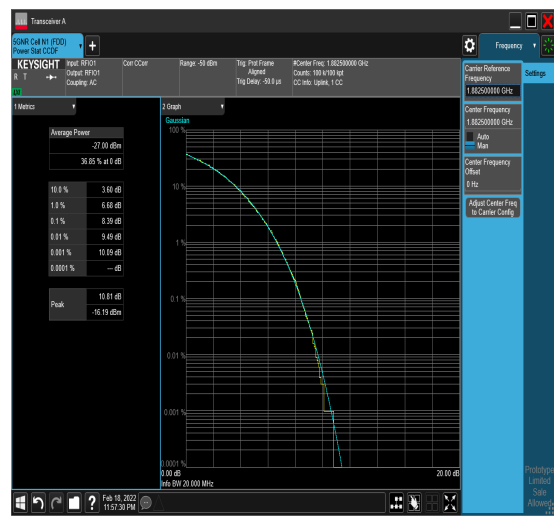 Transceiver A
5GNR Cell N1 (FDD)
Power Stat CCDF
Frequency
KEYSIGHT
R T
Input: RFIO1
Output: RFIO1
Coupling: AC
Corr CCorr
Range: -50 dBm
Trig: Prdt Frame
Aligned
Trig Delay: -50.0 µs
#Center Freq: 1.882500000 GHz
Counts: 100 k/100 kpt
CC Info: Uplink, 1 CC
Carrier Reference
Frequency
1.882500000 GHz
Settings
Center Frequency
1.882500000 GHz
Auto
Man
Center Frequency
Offset
0 Hz
Adjust Center Freq
to Carrier Config
1 Metrics
Average Power
-27.00 dBm
36.85 % at 0 dB
10.0 % 3.60 dB
1.0 % 6.68 dB
0.1 % 8.39 dB
0.01 % 9.49 dB
0.001 % 10.09 dB
0.0001 % --- dB
Peak
10.81 dB
-16.19 dBm
2 Graph
Gaussian
100 %
10 %
1 %
0.1 %
0.01 %
0.001 %
0.0001 %
0.00 dB
20.00 dB
Info BW 20.000 MHz
Feb 18, 2022
11:57:30 PM
Prototype
Limited
Sale
Allowed